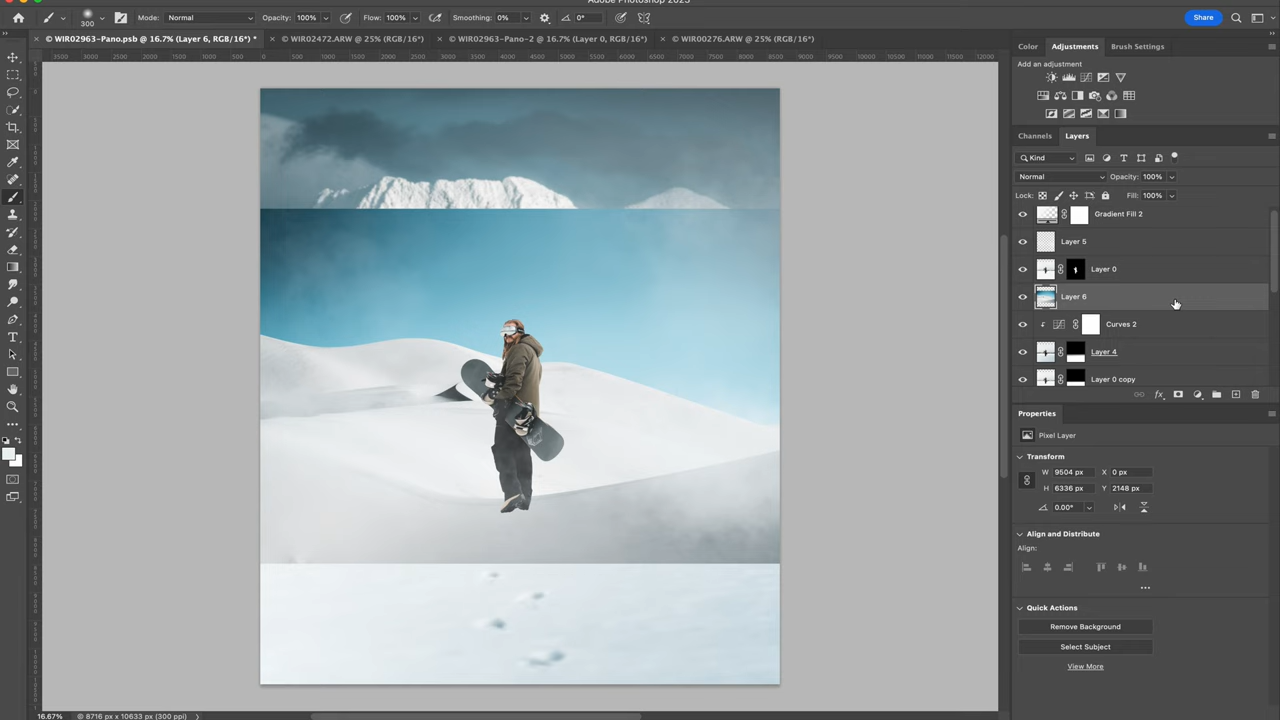 Adobe Photoshop 2023
300
Mode: Normal
Opacity: 100%
Flow: 100%
Smoothing: 0%
0°
Share
× © WIR02963-Pano.psb @ 16.7% (Layer 6, RGB/16*) *
× © WIR02472.ARW @ 25% (RGB/16*)
× © WIR02963-Pano-2 @ 16.7% (Layer 0, RGB/16*)
× © WIR00276.ARW @ 25% (RGB/16*)
Color
Adjustments
Brush Settings
Add an adjustment
Channels
Layers
Kind
Normal
Opacity: 100%
Lock:
Fill: 100%
Gradient Fill 2
Layer 5
Layer 0
Layer 6
Curves 2
Layer 4
Layer 0 copy
fx
Properties
Pixel Layer
Transform
W 9504 px
X 0 px
H 6336 px
Y 2148 px
0.00°
Align and Distribute
Align:
Quick Actions
Remove Background
Select Subject
View More
16.67%
© 8716 px x 10633 px (300 ppi)